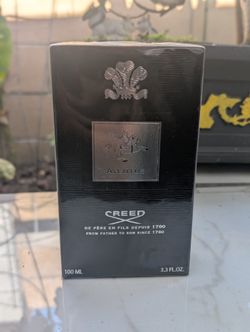 CREED
DE PÈRE EN FILS DEPUIS 1760
FROM FATHER TO SON SINCE 1760
100 ML
3.3 FL.OZ.